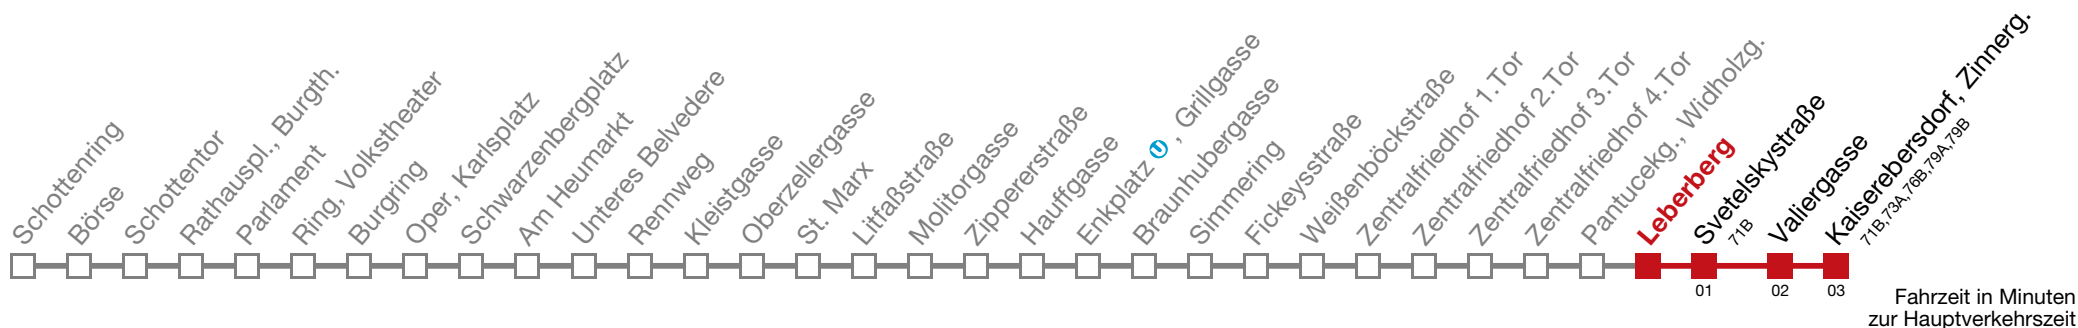 Schottenring
Börse
Schottentor
Rathauspl., Burgth.
Parlament
Ring, Volkstheater
Burgring
Oper, Karlsplatz
Schwarzenbergplatz
Am Heumarkt
Unteres Belvedere
Rennweg
Kleistgasse
Oberzellergasse
St. Marx
Litfaßstraße
Molitorgasse
Zippererstraße
Hauffgasse
Enkplatz U, Grillgasse
Braunhubergasse
Simmering
Fickeysstraße
Weißenböckstraße
Zentralfriedhof 1.Tor
Zentralfriedhof 2.Tor
Zentralfriedhof 3.Tor
Zentralfriedhof 4.Tor
Pantucekg., Widholzg.
Leberberg
Svetelskystraße
71B
Valiergasse
Kaiserebersdorf, Zinnerg.
71B,73A,76B,79A,79B
01
02
03
Fahrzeit in Minuten
zur Hauptverkehrszeit